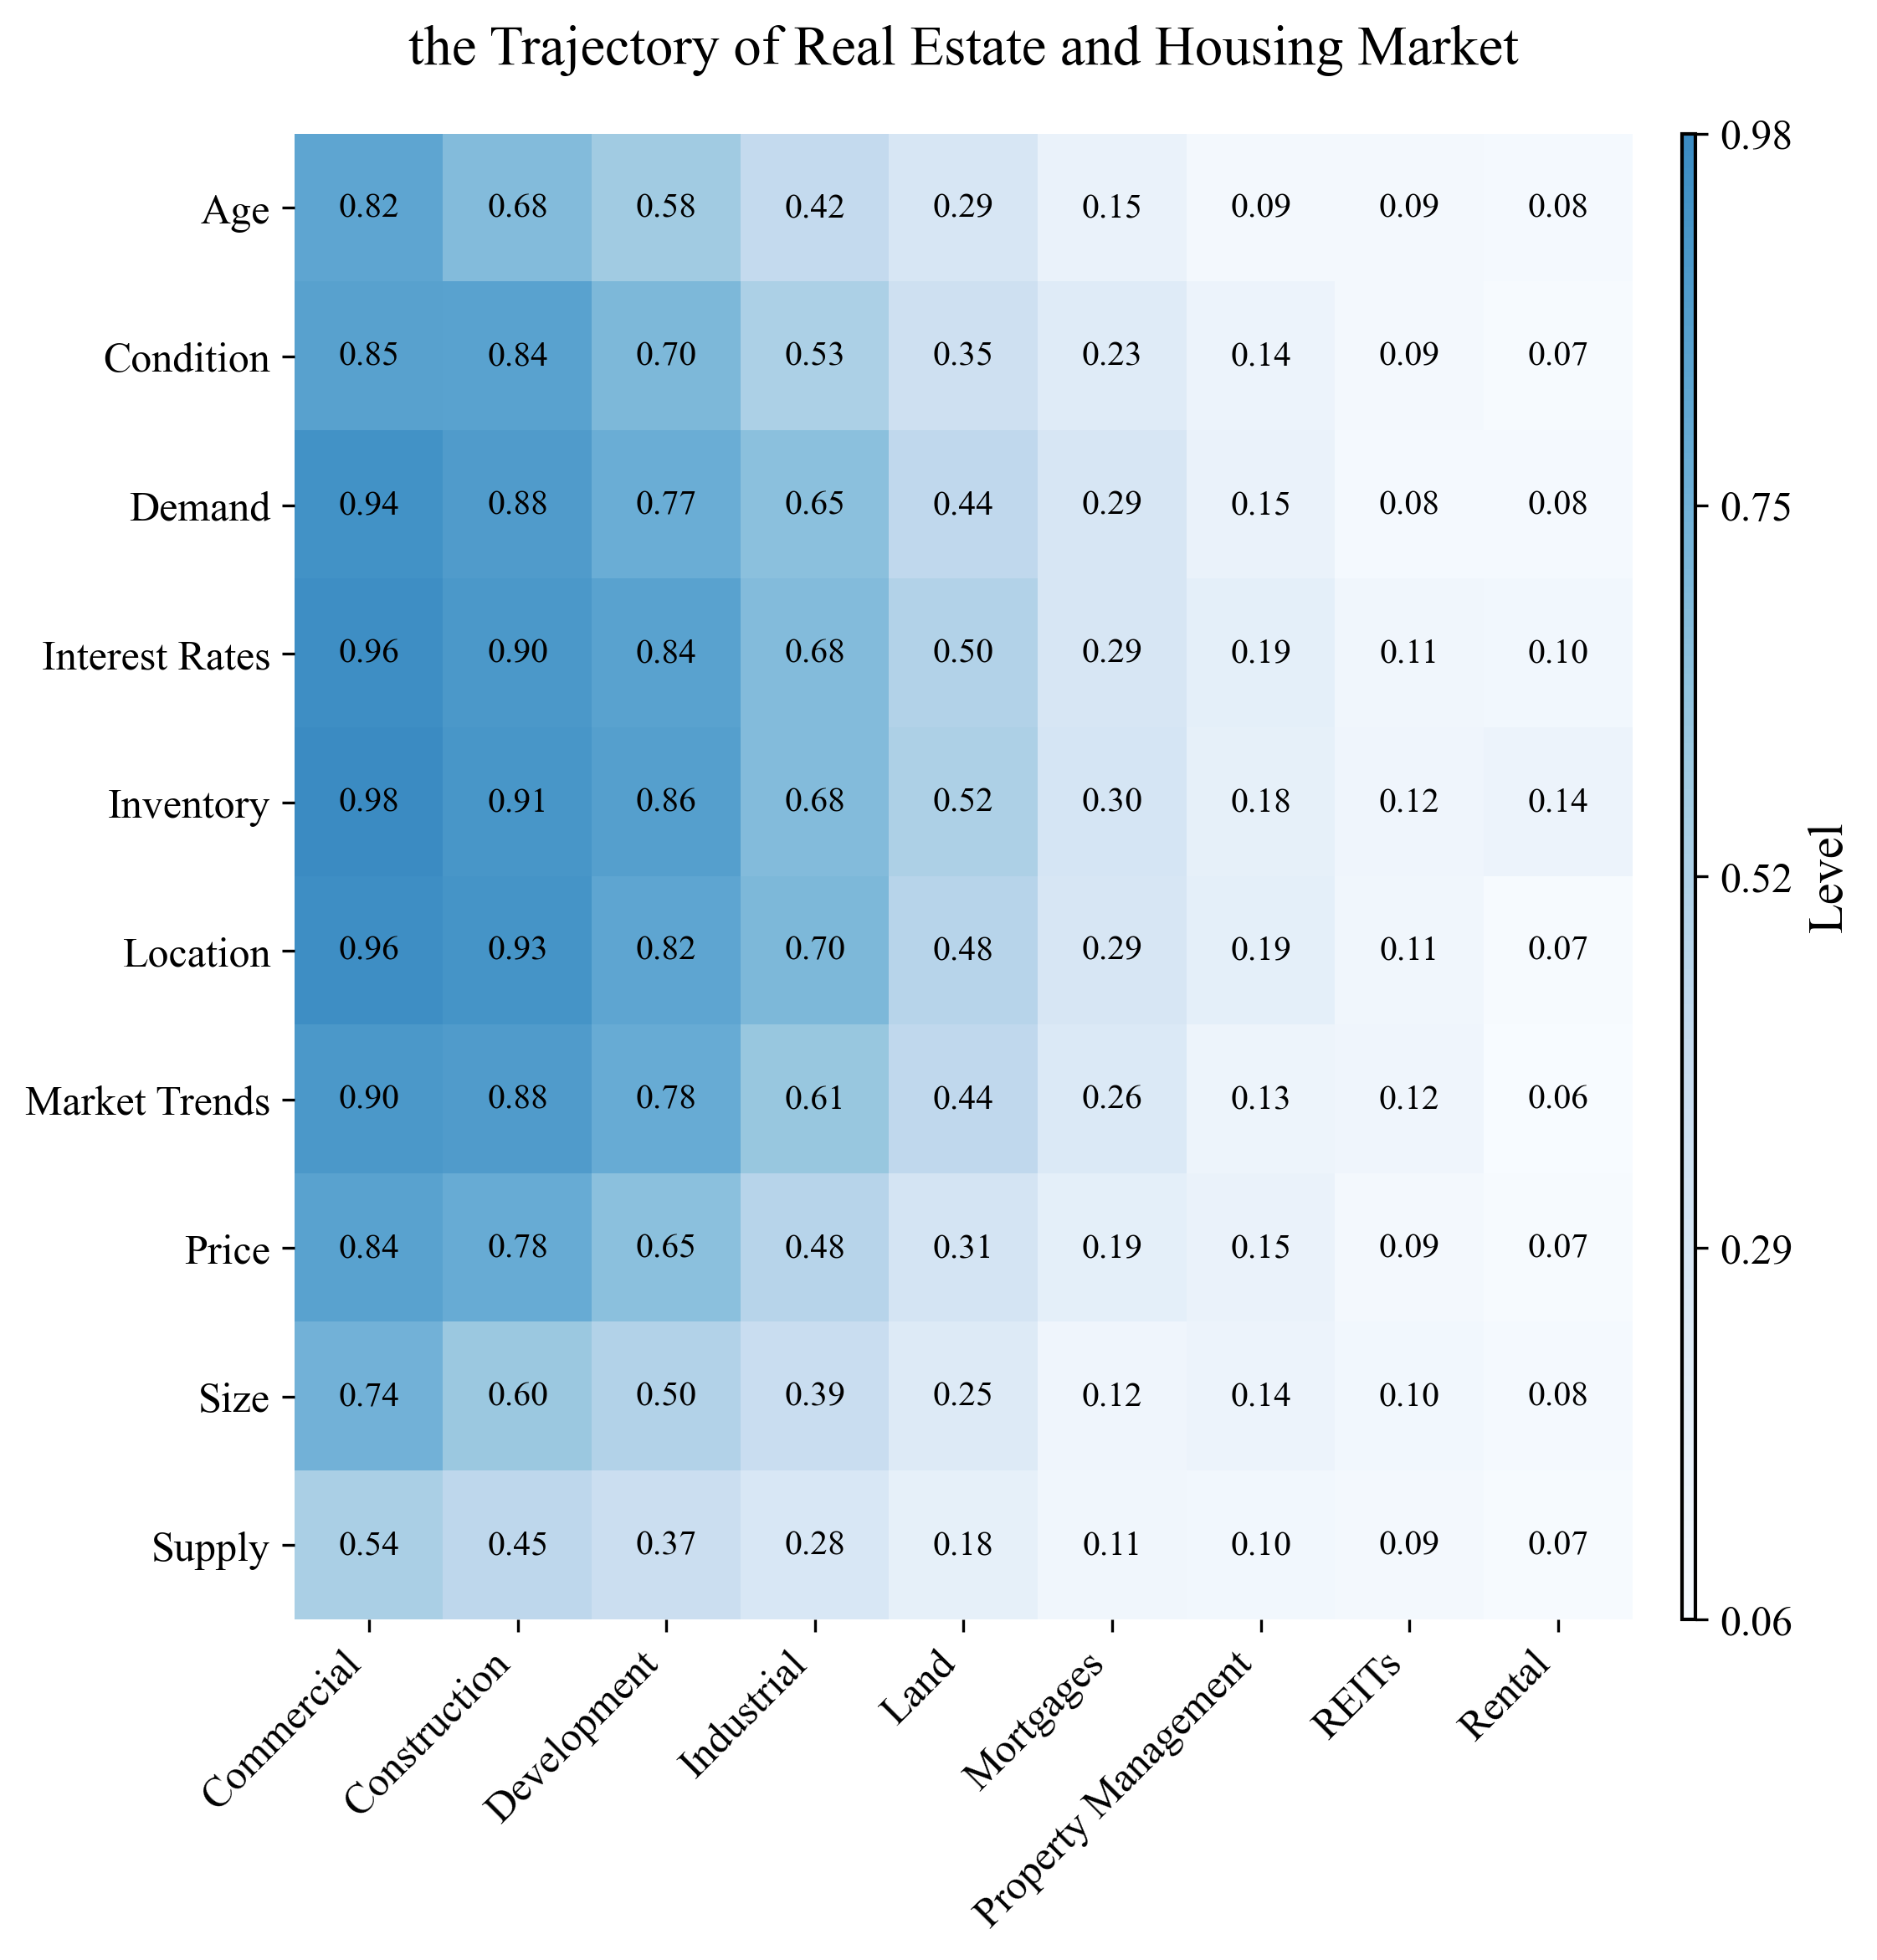 the Trajectory of Real Estate and Housing Market
Age 0.82 0.68 0.58 0.42 0.29 0.15 0.09 0.09 0.08
Condition 0.85 0.84 0.70 0.53 0.35 0.23 0.14 0.09 0.07
Demand 0.94 0.88 0.77 0.65 0.44 0.29 0.15 0.08 0.08
Interest Rates 0.96 0.90 0.84 0.68 0.50 0.29 0.19 0.11 0.10
Inventory 0.98 0.91 0.86 0.68 0.52 0.30 0.18 0.12 0.14
Location 0.96 0.93 0.82 0.70 0.48 0.29 0.19 0.11 0.07
Market Trends 0.90 0.88 0.78 0.61 0.44 0.26 0.13 0.12 0.06
Price 0.84 0.78 0.65 0.48 0.31 0.19 0.15 0.09 0.07
Size 0.74 0.60 0.50 0.39 0.25 0.12 0.14 0.10 0.08
Supply 0.54 0.45 0.37 0.28 0.18 0.11 0.10 0.09 0.07
Commercial
Construction
Development
Industrial
Land
Mortgages
Property Management
REITs
Rental
0.98
0.75
0.52
0.29
0.06
Level